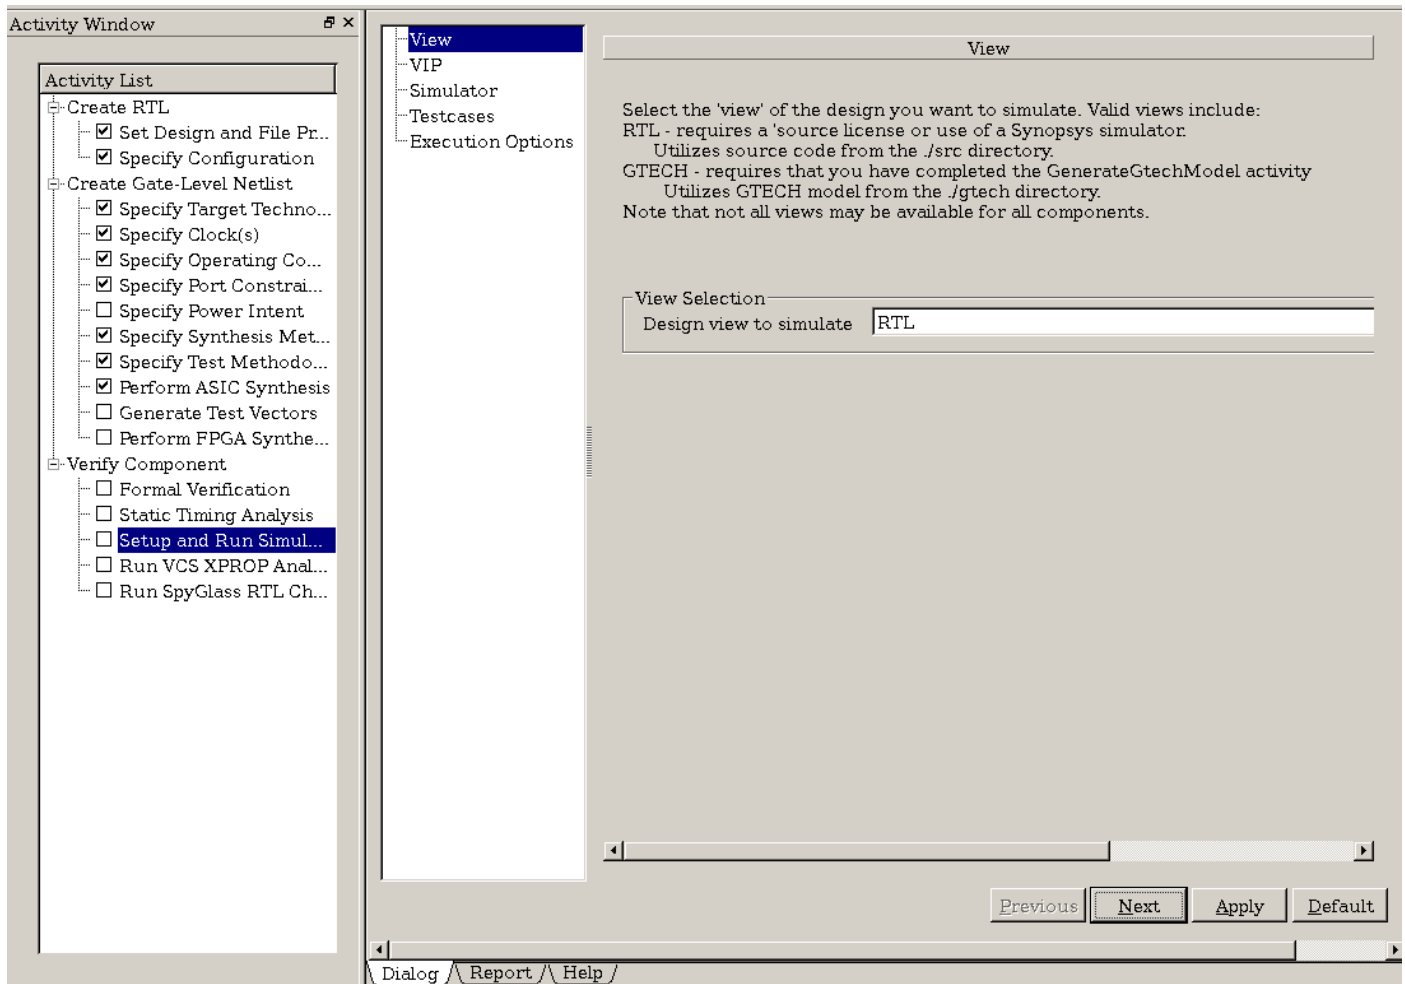 Activity Window
Activity List
Create RTL
Set Design and File Pr...
Specify Configuration
Create Gate-Level Netlist
Specify Target Techno...
Specify Clock(s)
Specify Operating Co...
Specify Port Constrai...
Specify Power Intent
Specify Synthesis Met...
Specify Test Methodo...
Perform ASIC Synthesis
Generate Test Vectors
Perform FPGA Synthe...
Verify Component
Formal Verification
Static Timing Analysis
Setup and Run Simul...
Run VCS XPROP Anal...
Run SpyGlass RTL Ch...
View
VIP
Simulator
Testcases
Execution Options
View
Select the 'view' of the design you want to simulate. Valid views include:
RTL - requires a 'source license or use of a Synopsys simulator.
Utilizes source code from the ./src directory.
GTECH - requires that you have completed the GenerateGtechModel activity
Utilizes GTECH model from the ./gtech directory.
Note that not all views may be available for all components.
View Selection
Design view to simulate RTL
Previous Next Apply Default
Dialog Report Help